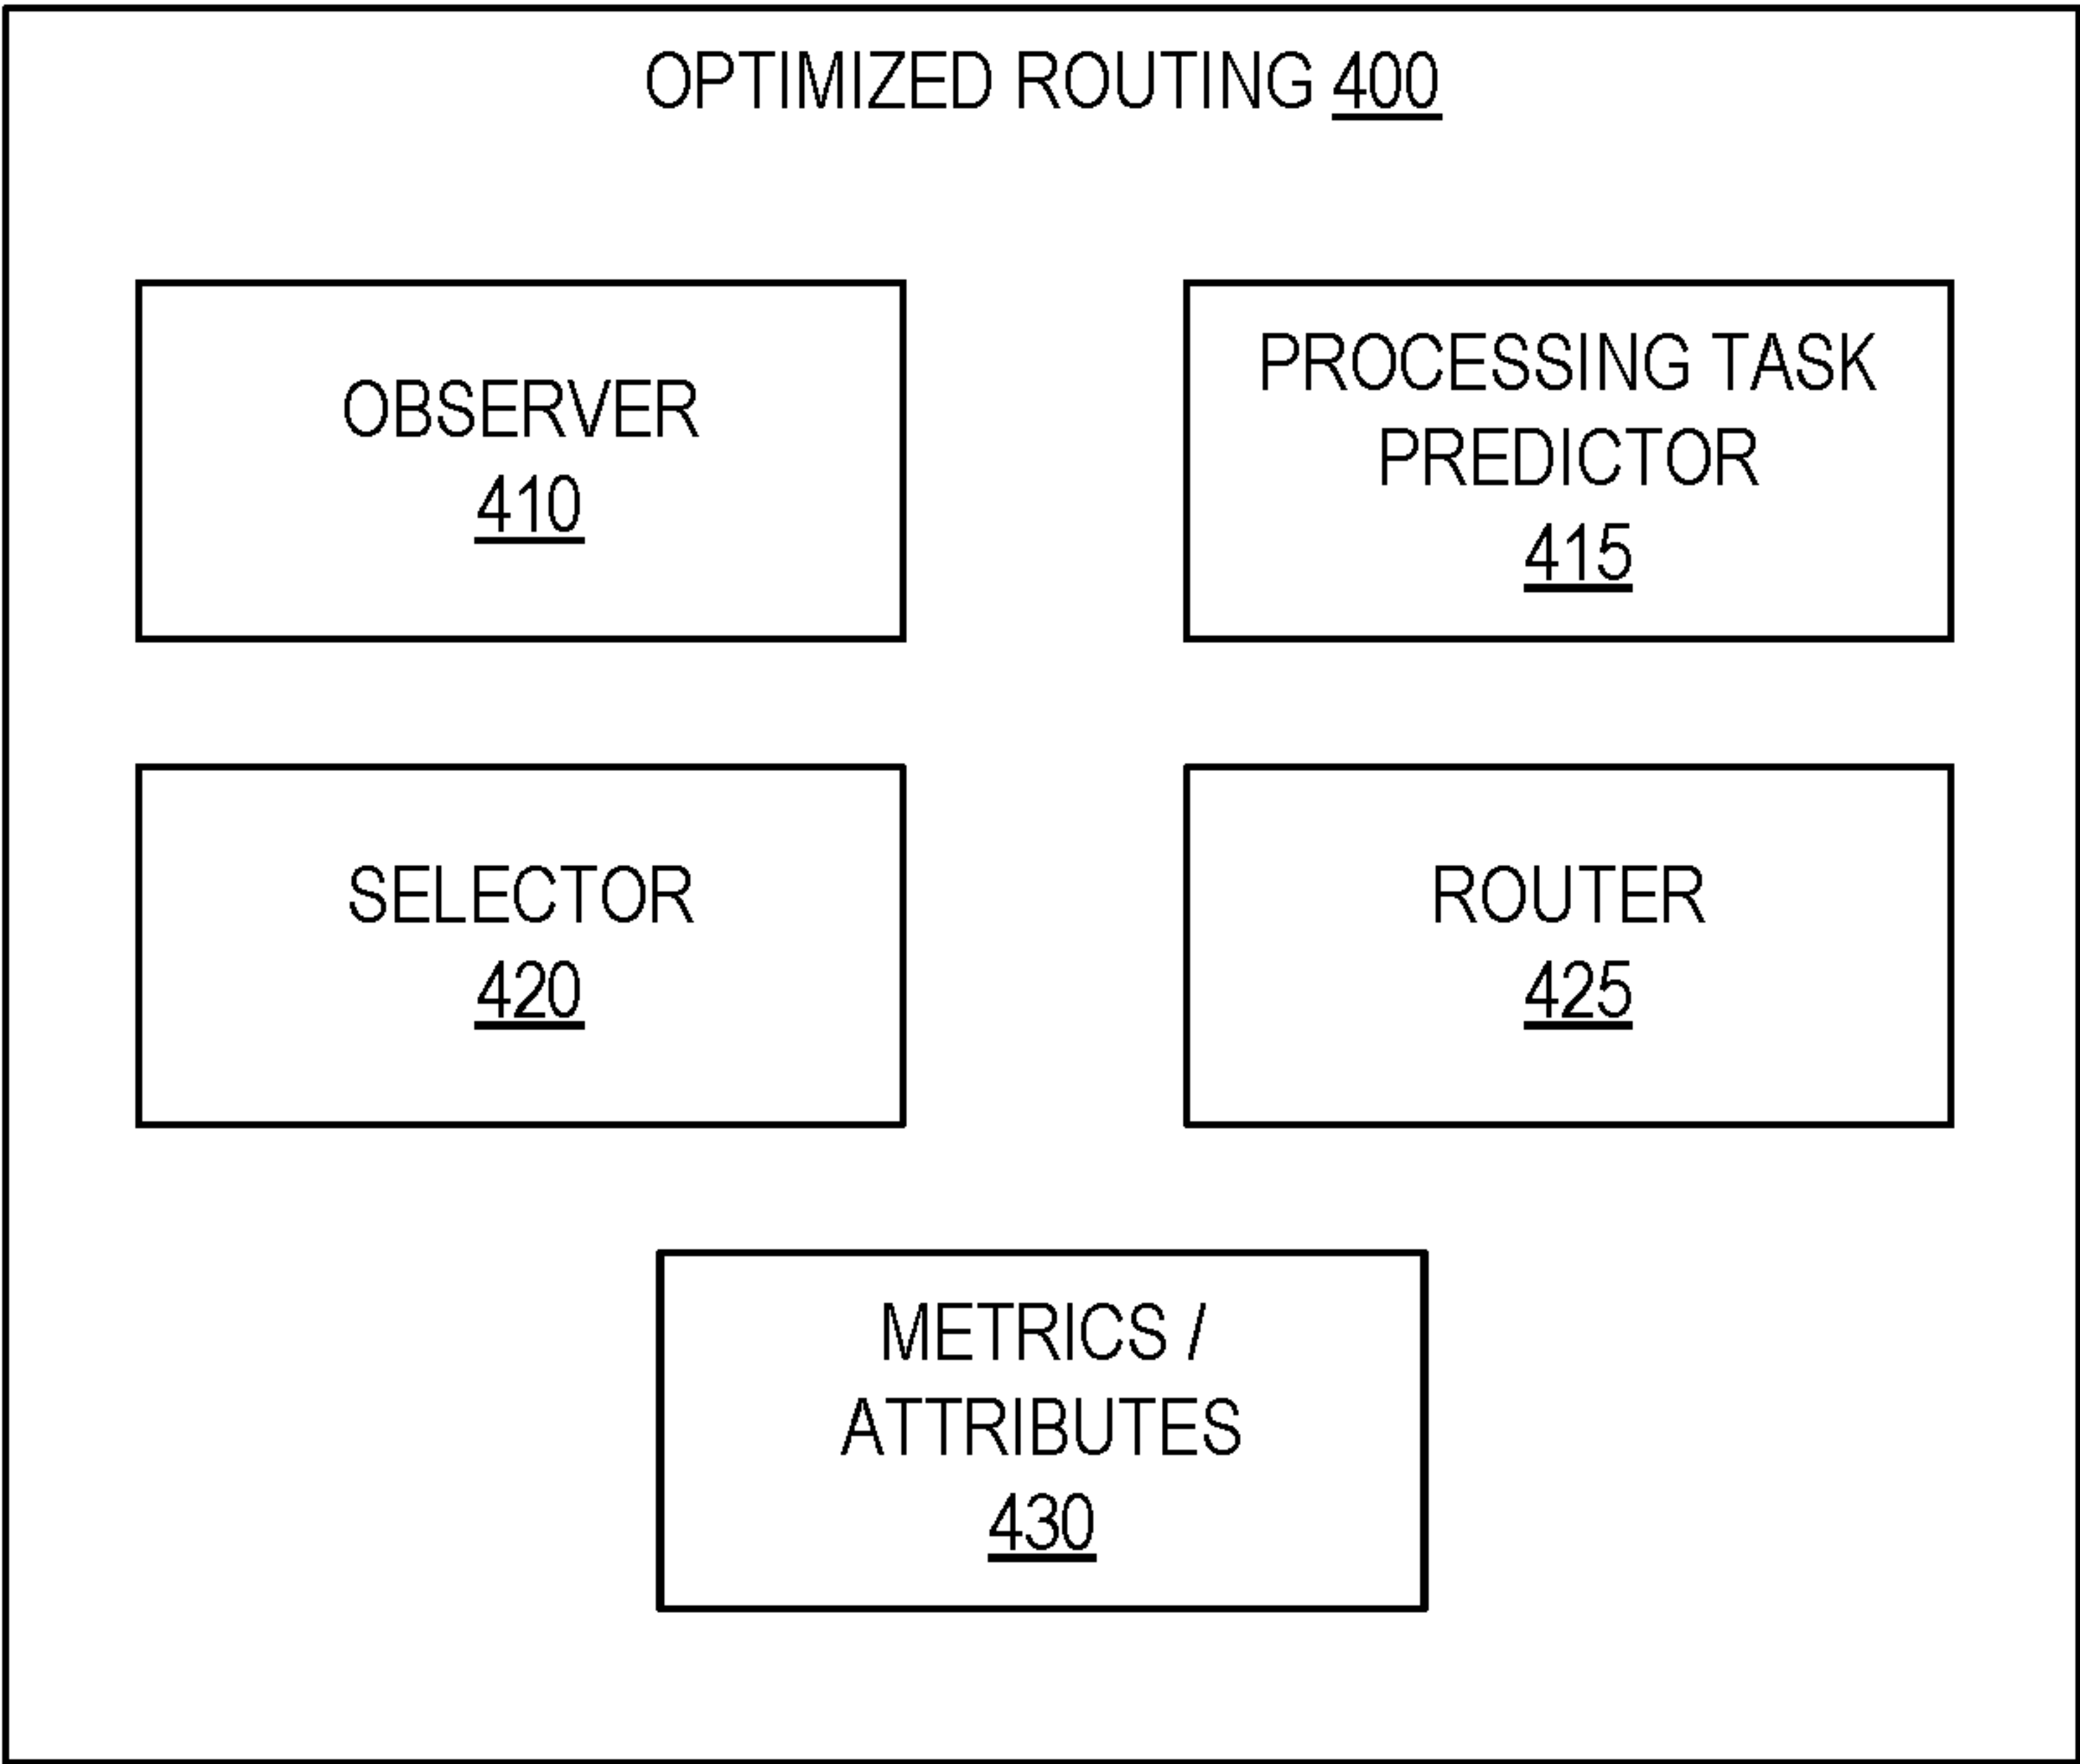 OPTIMIZED ROUTING 400
OBSERVER
410
PROCESSING TASK
PREDICTOR
415
SELECTOR
420
ROUTER
425
METRICS /
ATTRIBUTES
430